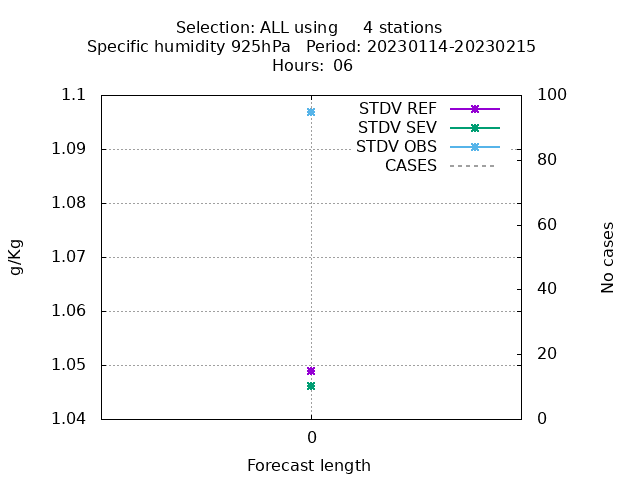 Selection: ALL using     4 stations
Specific humidity 925hPa   Period: 20230114-20230215
Hours:  06
1.1
1.09
1.08
1.07
1.06
1.05
1.04
g/Kg
STDV REF
STDV SEV
STDV OBS
CASES
100
80
60
40
20
0
No cases
0
Forecast length